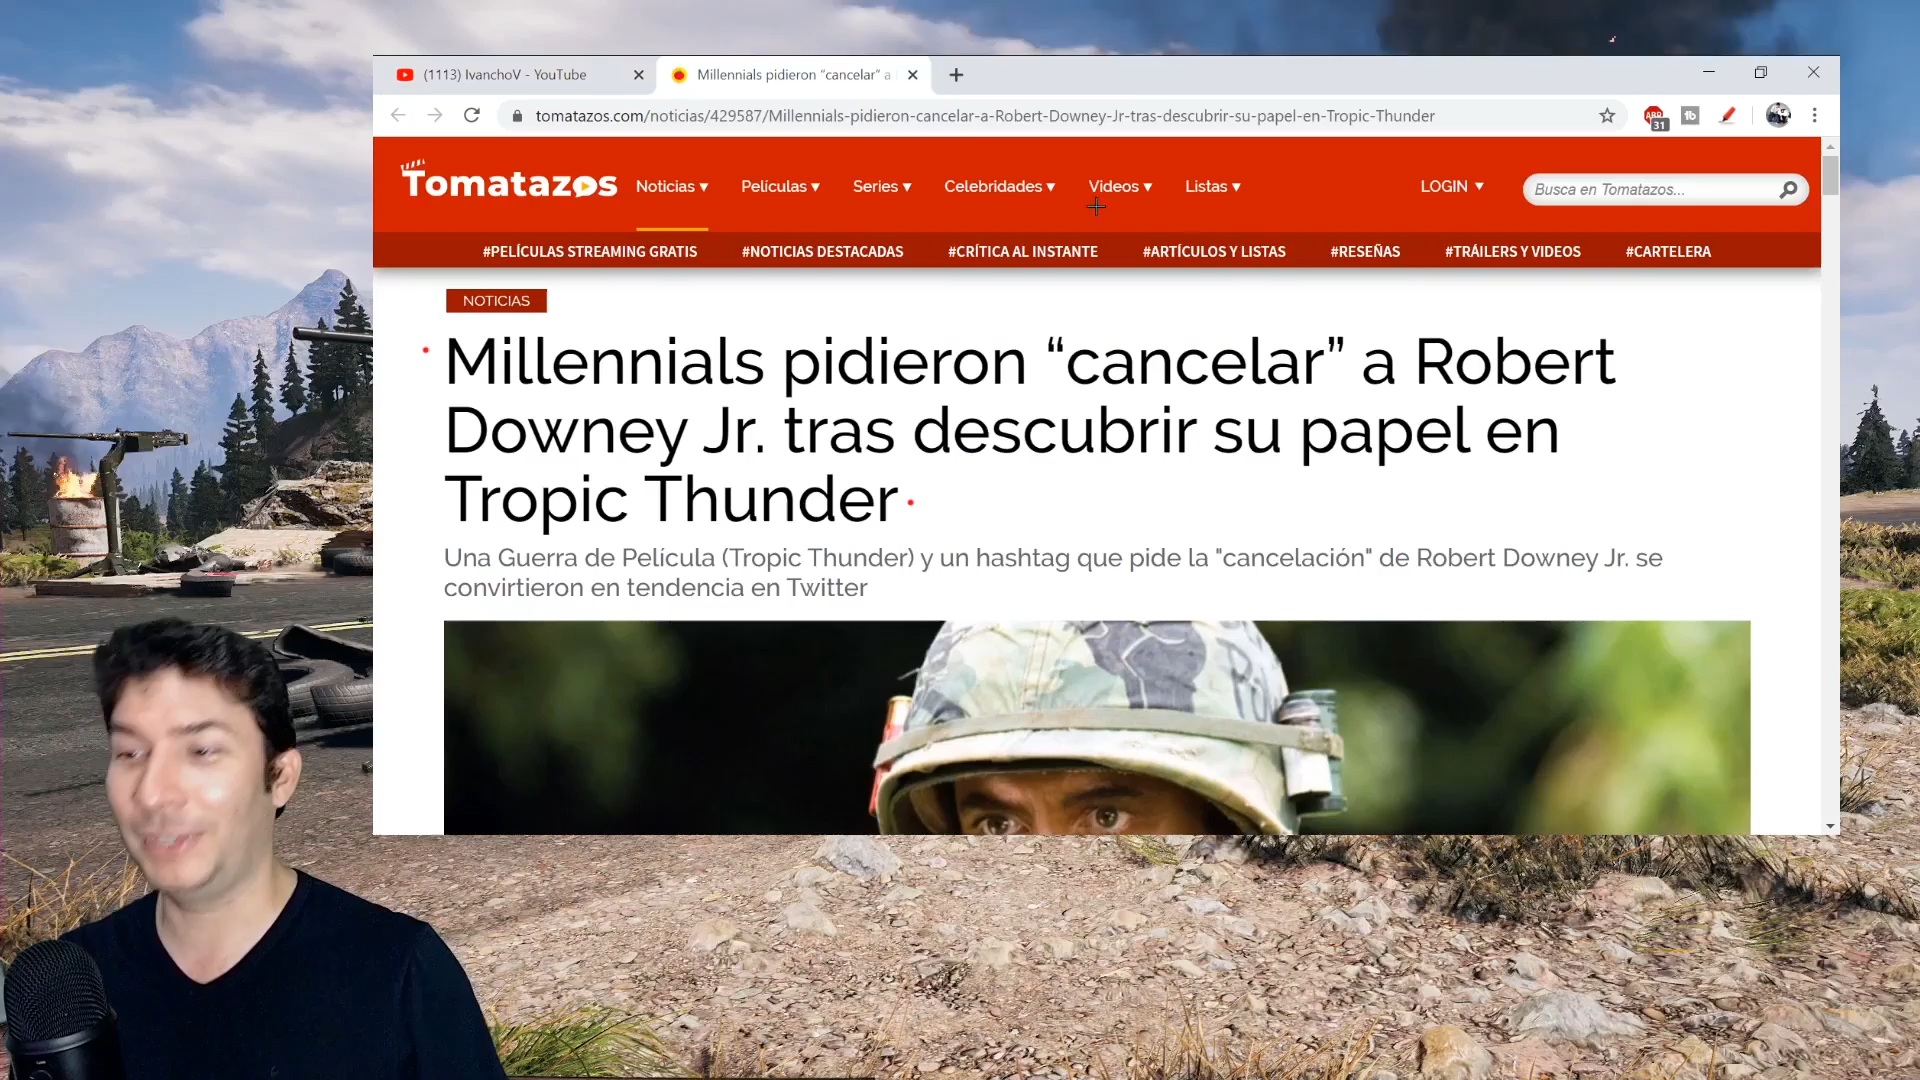 (1113) IvanchoV - YouTube
Millennials pidieron “cancelar” a
tomatazos.com/noticias/429587/Millennials-pidieron-cancelar-a-Robert-Downey-Jr-tras-descubrir-su-papel-en-Tropic-Thunder
ABP
31
Tomatazos
Noticias ▾
Películas ▾
Series ▾
Celebridades ▾
Videos ▾
Listas ▾
LOGIN ▾
Busca en Tomatazos...
#PELÍCULAS STREAMING GRATIS
#NOTICIAS DESTACADAS
#CRÍTICA AL INSTANTE
#ARTÍCULOS Y LISTAS
#RESEÑAS
#TRÁILERS Y VIDEOS
#CARTELERA
NOTICIAS
Millennials pidieron “cancelar” a Robert
Downey Jr. tras descubrir su papel en
Tropic Thunder
Una Guerra de Película (Tropic Thunder) y un hashtag que pide la "cancelación" de Robert Downey Jr. se
convirtieron en tendencia en Twitter